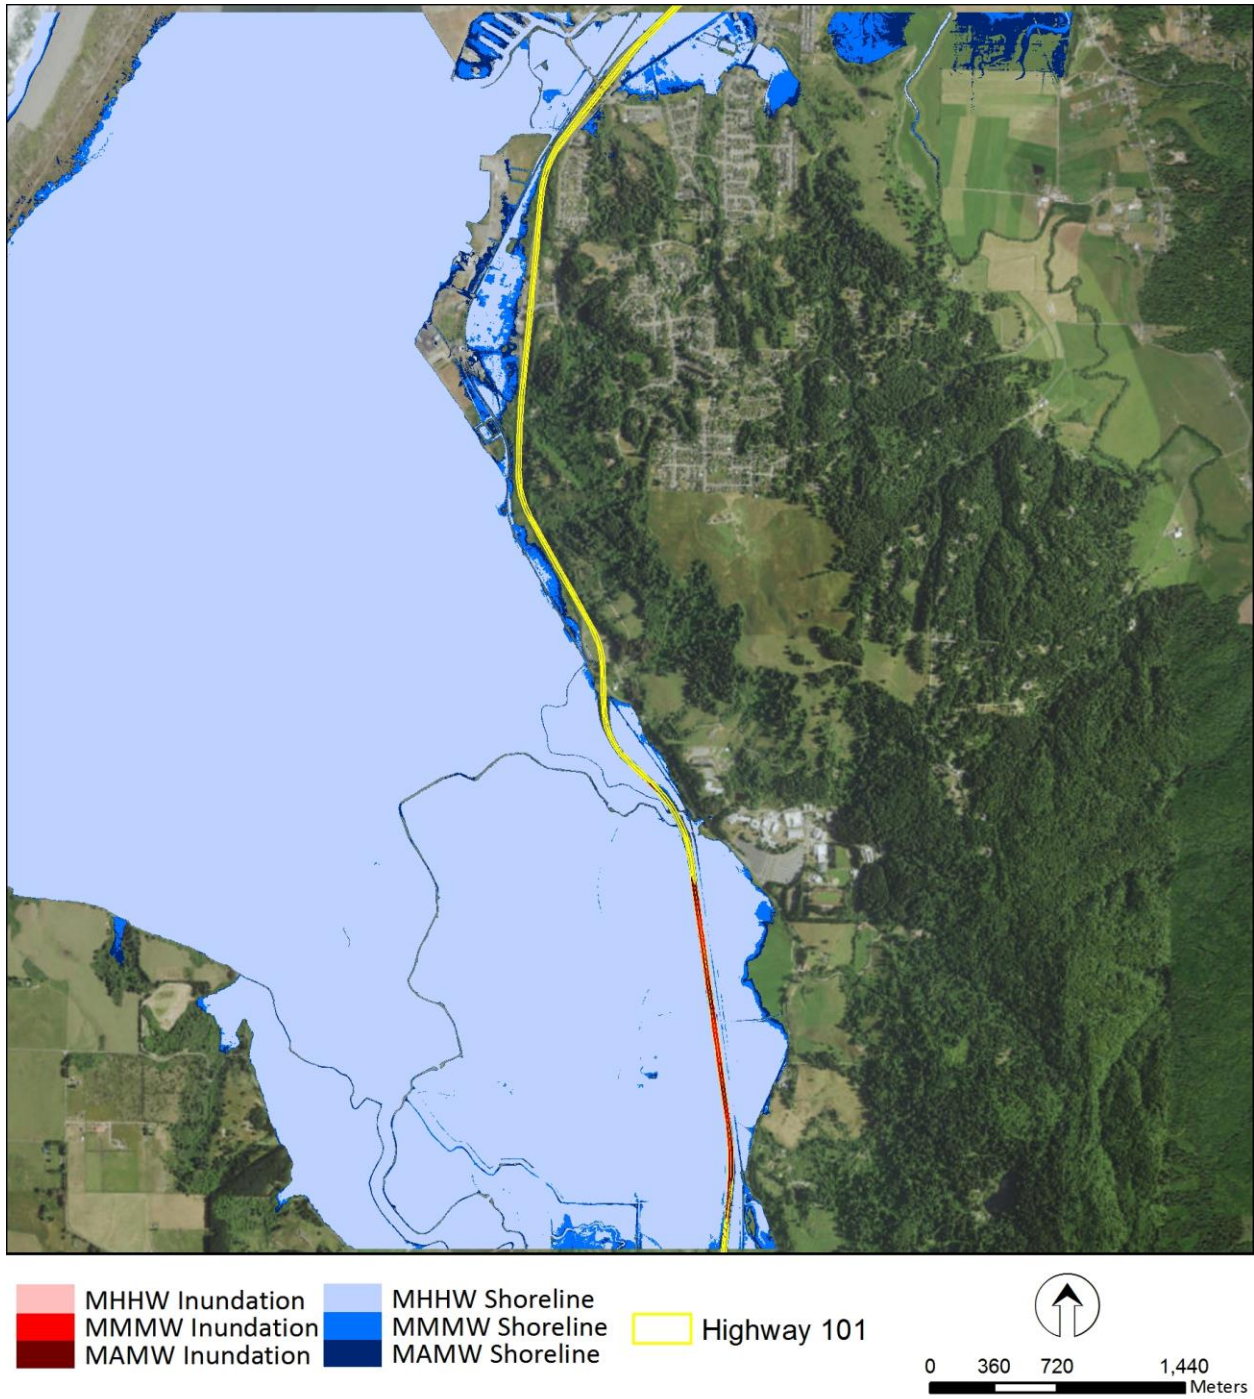 MHHW Inundation
MMMW Inundation
MAMW Inundation
MHHW Shoreline
MMMW Shoreline
MAMW Shoreline
Highway 101
0 360 720 1,440
Meters